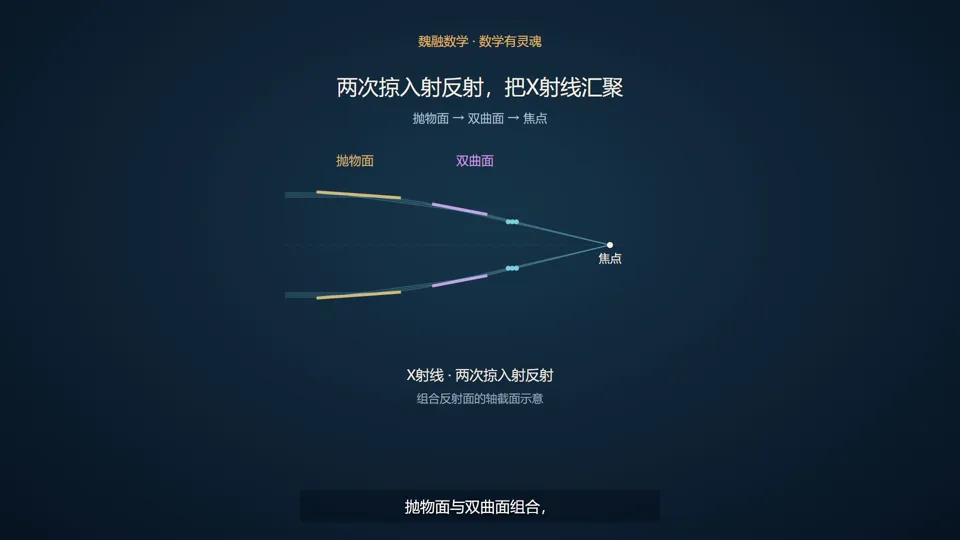 魏融数学 · 数学有灵魂
两次掠入射反射，把X射线汇聚
抛物面 → 双曲面 → 焦点
抛物面
双曲面
焦点
X射线 · 两次掠入射反射
组合反射面的轴截面示意
抛物面与双曲面组合，